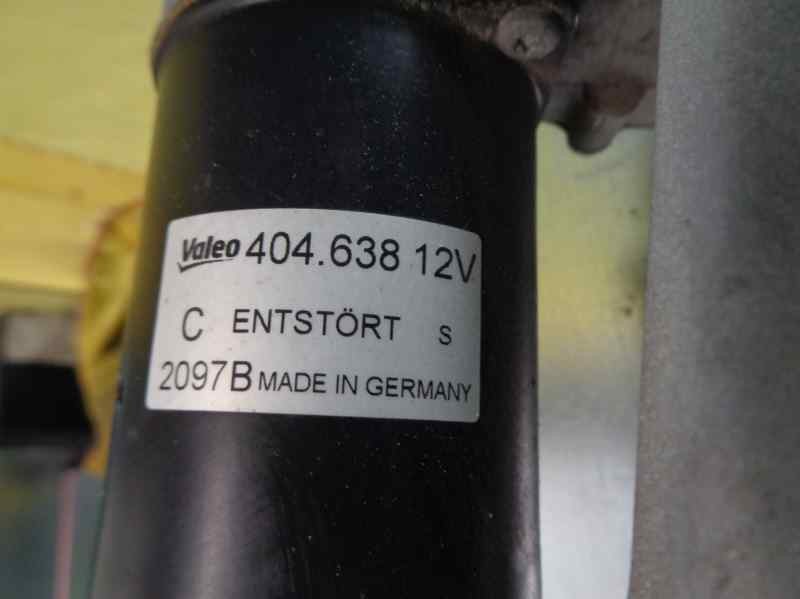 Valeo 404.638 12V
C ENTSTÖRT S
2097B MADE IN GERMANY